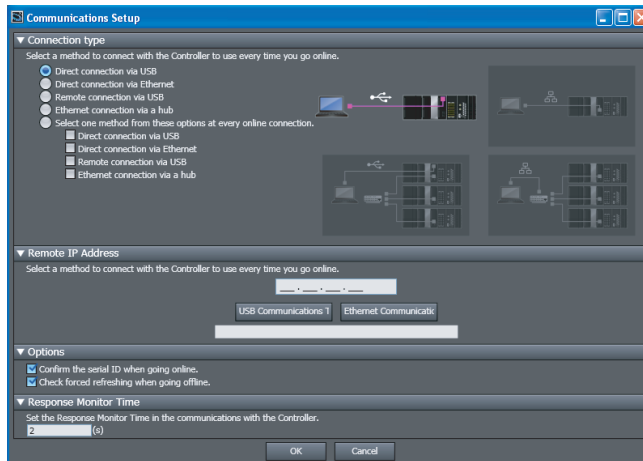 Communications Setup
▼ Connection type
Select a method to connect with the Controller to use every time you go online.
Direct connection via USB
Direct connection via Ethernet
Remote connection via USB
Ethernet connection via a hub
Select one method from these options at every online connection.
Direct connection via USB
Direct connection via Ethernet
Remote connection via USB
Ethernet connection via a hub
▼ Remote IP Address
Select a method to connect with the Controller to use every time you go online.
___.___.___.___
USB Communications T Ethernet Communicatic
▼ Options
Confirm the serial ID when going online.
Check forced refreshing when going offline.
▼ Response Monitor Time
Set the Response Monitor Time in the communications with the Controller.
2 (s)
OK Cancel